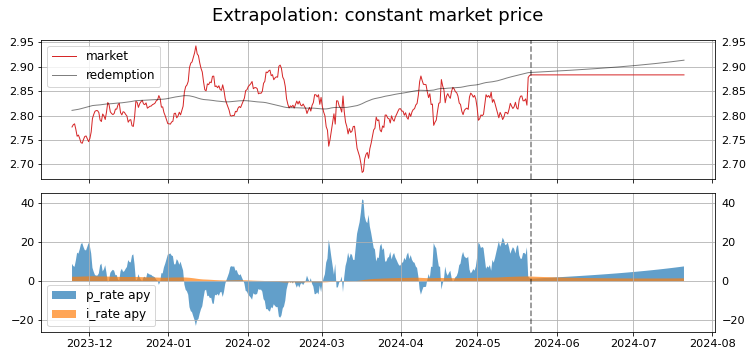 Extrapolation: constant market price
2.95 2.95
market
redemption
2.90 2.90
2.85 2.85
2.80 2.80
2.75 2.75
2.70 2.70
40 40
20 20
0 0
p_rate apy
i_rate apy
−20 −20
2023-12 2024-01 2024-02 2024-03 2024-04 2024-05 2024-06 2024-07 2024-08